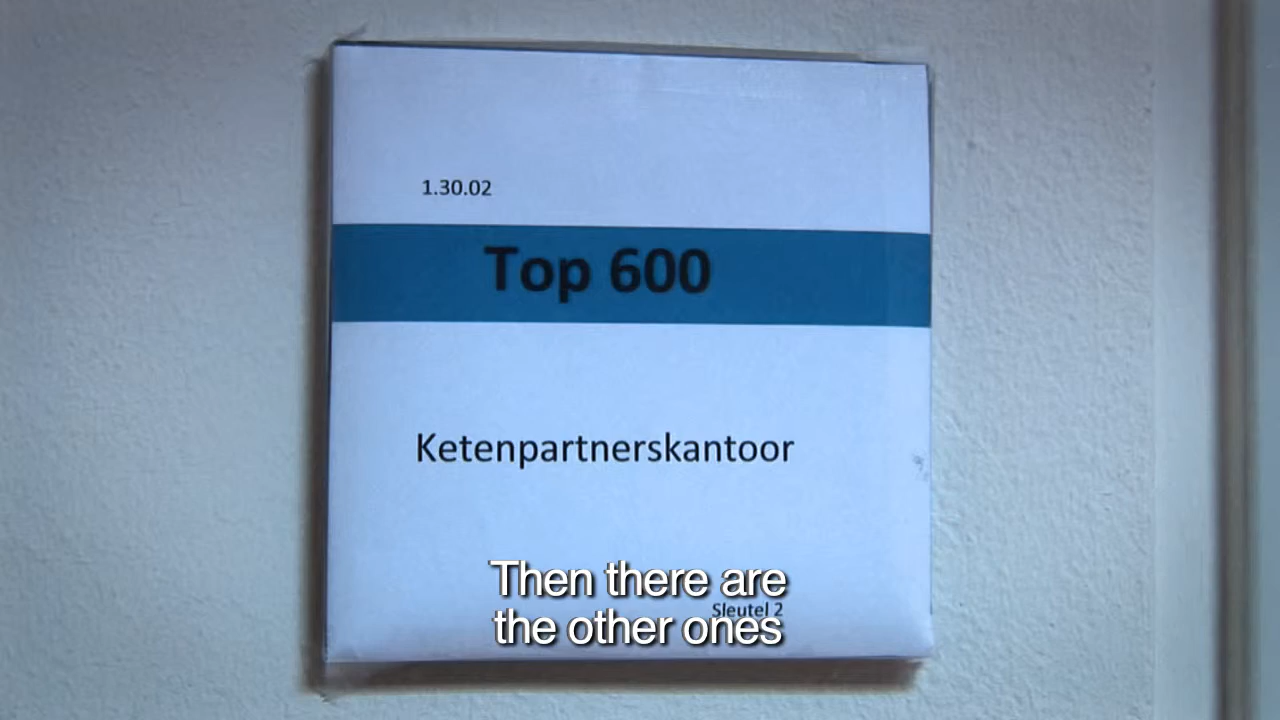 1.30.02
Top 600
Ketenpartnerskantoor
Sleutel 2
Then there are
the other ones